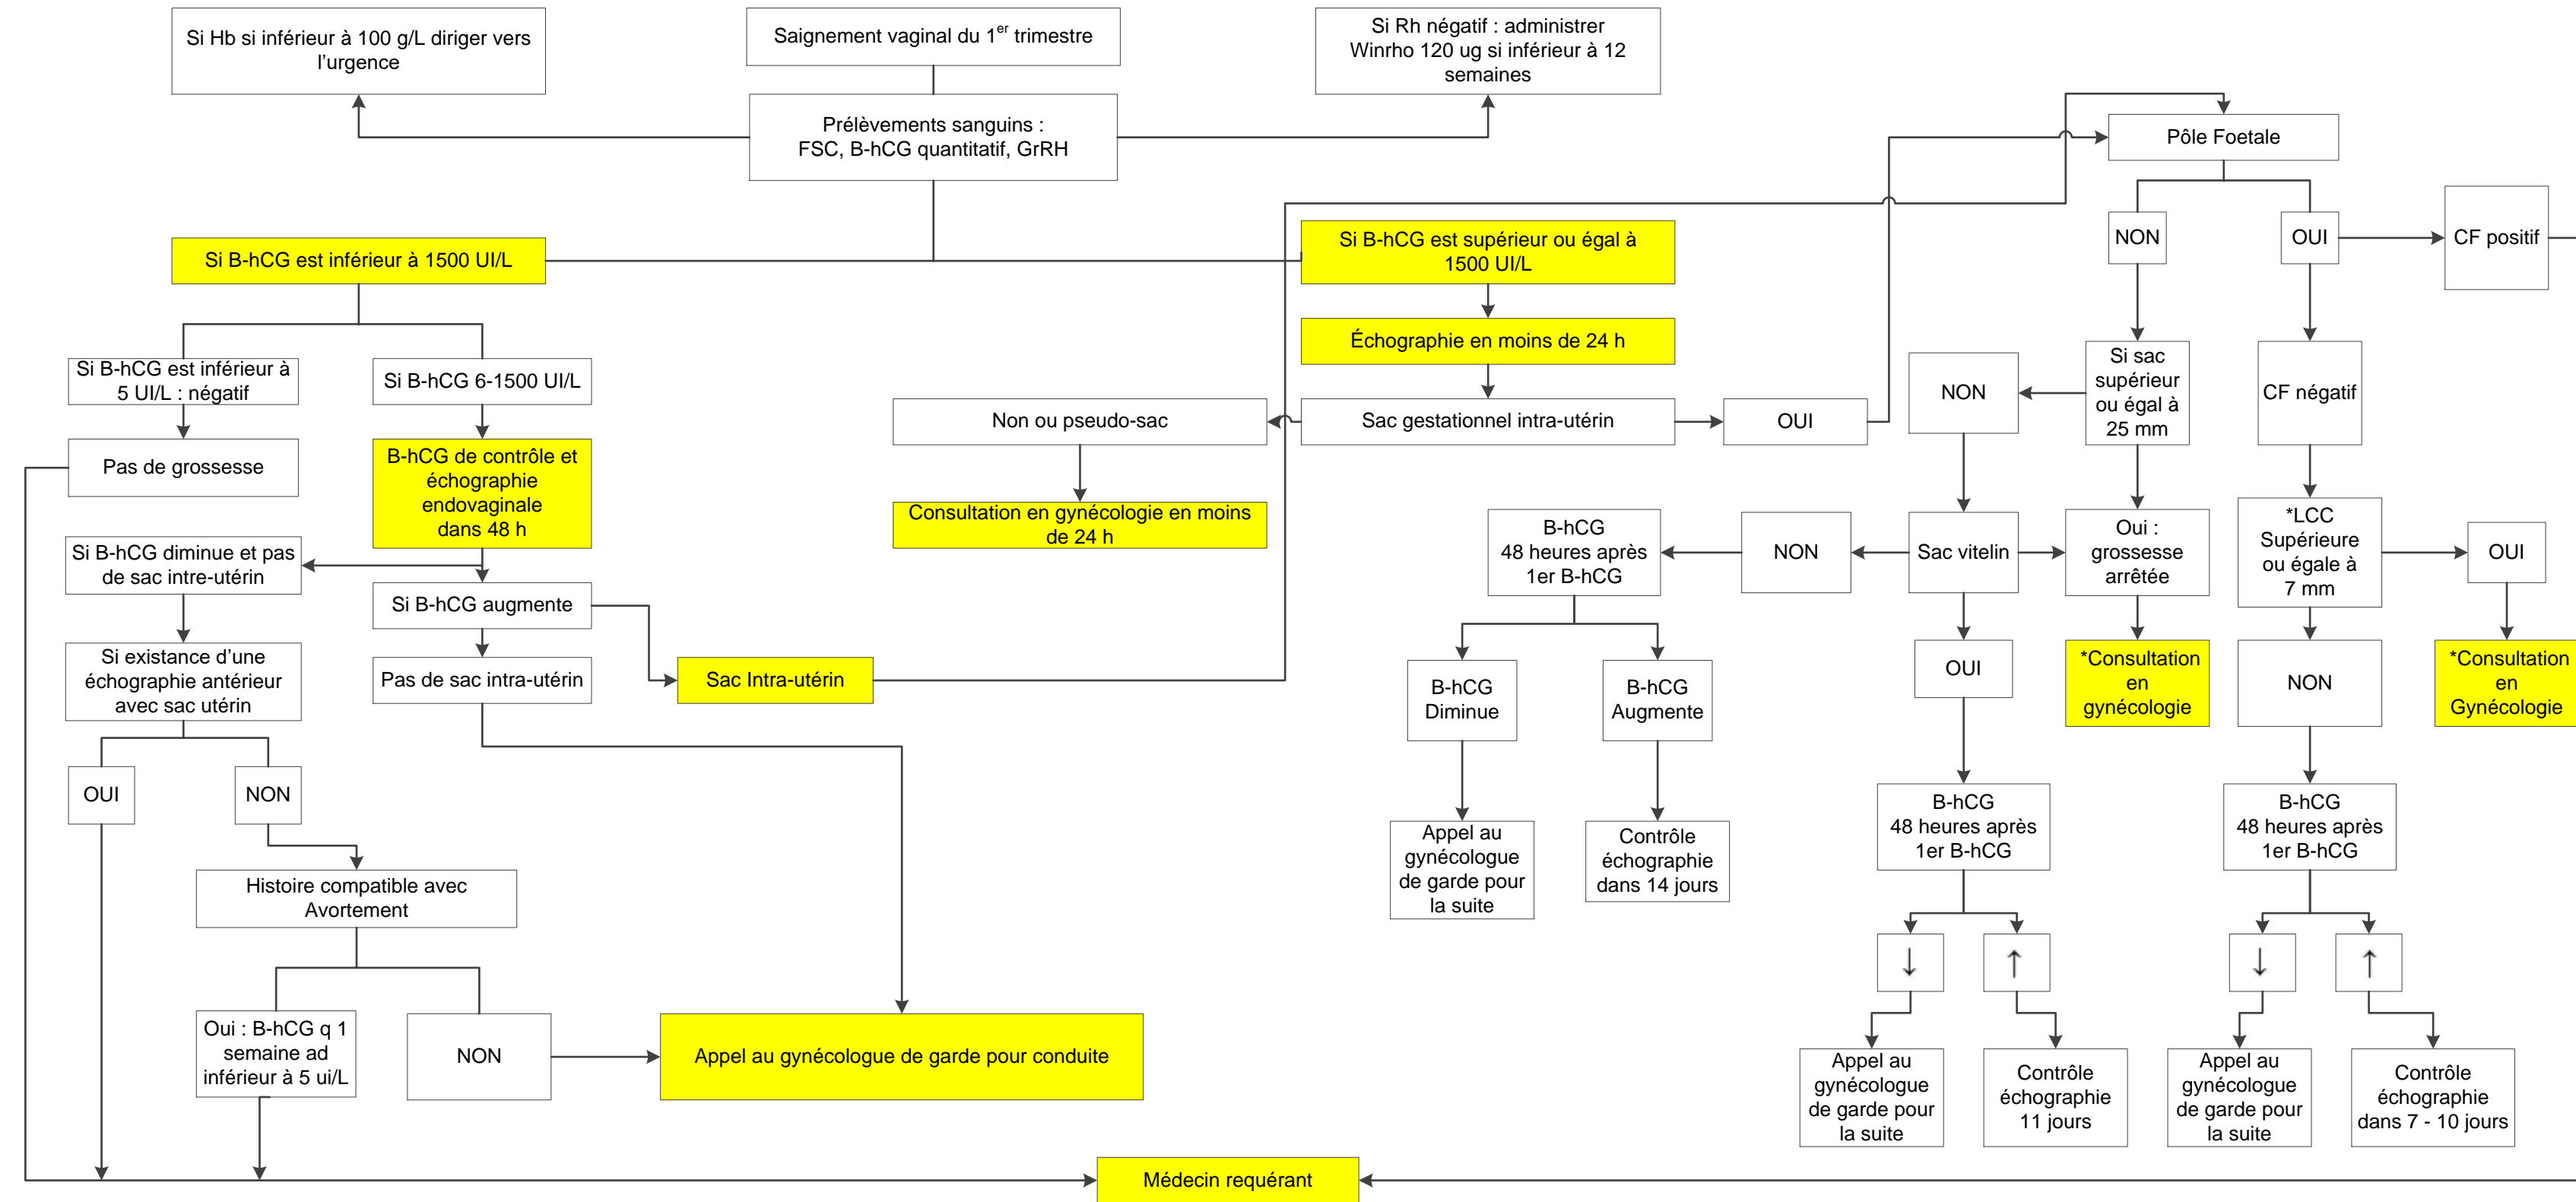 Si Hb si inférieur à 100 g/L diriger vers
l'urgence
Saignement vaginal du 1er trimestre
Si Rh négatif : administrer
Winrho 120 ug si inférieur à 12
semaines
Prélèvements sanguins :
FSC, B-hCG quantitatif, GrRH
Pôle Foetale
NON
OUI
CF positif
Si B-hCG est inférieur à 1500 UI/L
Si B-hCG est supérieur ou égal à
1500 UI/L
Échographie en moins de 24 h
Si B-hCG est inférieur à
5 UI/L : négatif
Si B-hCG 6-1500 UI/L
Non ou pseudo-sac
Sac gestationnel intra-utérin
OUI
NON
Si sac
supérieur
ou égal à
25 mm
CF négatif
Pas de grossesse
B-hCG de contrôle et
échographie
endovaginale
dans 48 h
Consultation en gynécologie en moins
de 24 h
B-hCG
48 heures après
1er B-hCG
NON
Sac vitelin
Oui :
grossesse
arrêtée
*LCC
Supérieure
ou égale à
7 mm
OUI
Si B-hCG diminue et pas
de sac intre-utérin
Si B-hCG augmente
Si existance d'une
échographie antérieur
avec sac utérin
Pas de sac intra-utérin
Sac Intra-utérin
B-hCG
Diminue
B-hCG
Augmente
OUI
*Consultation
en
gynécologie
NON
*Consultation
en
Gynécologie
OUI
NON
Appel au
gynécologue
de garde pour
la suite
Contrôle
échographie
dans 14 jours
B-hCG
48 heures après
1er B-hCG
B-hCG
48 heures après
1er B-hCG
Histoire compatible avec
Avortement
↓
↑
↓
↑
Oui : B-hCG q 1
semaine ad
inférieur à 5 ui/L
NON
Appel au gynécologue de garde pour conduite
Appel au
gynécologue
de garde pour
la suite
Contrôle
échographie
11 jours
Appel au
gynécologue
de garde pour
la suite
Contrôle
échographie
dans 7 - 10 jours
Médecin requérant